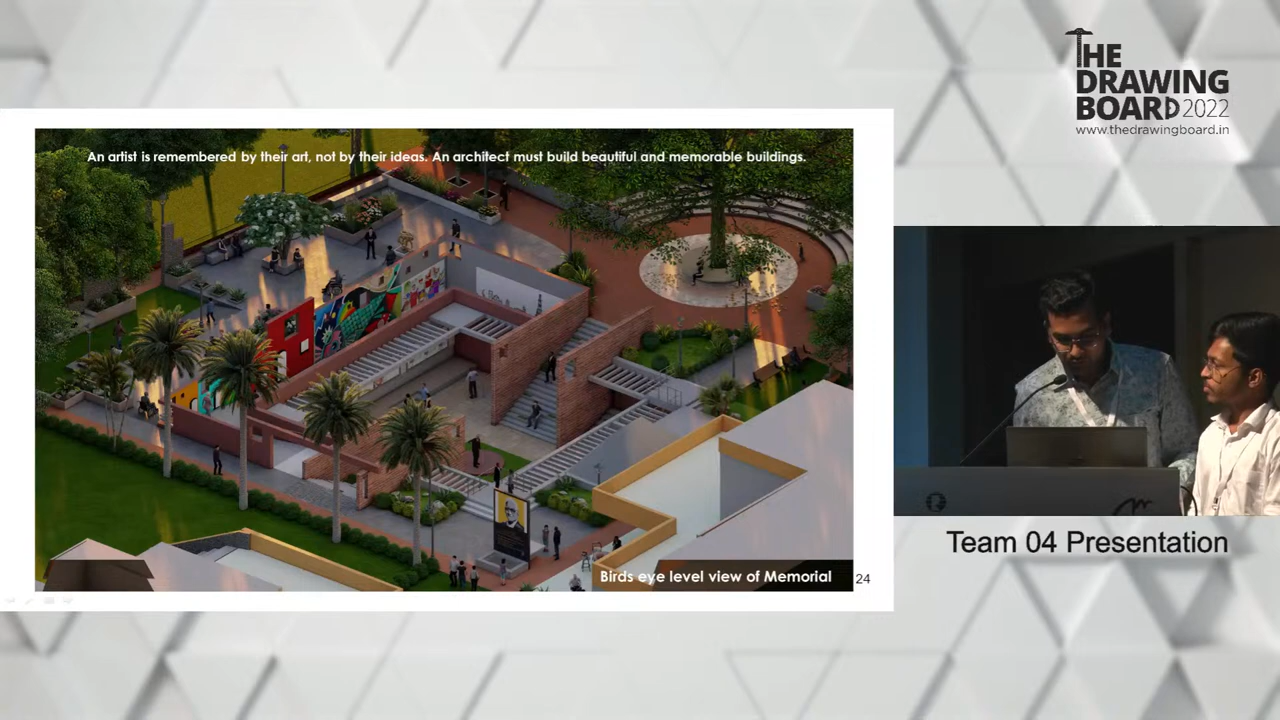 THE
DRAWING
BOARD 2022
www.thedrawingboard.in
An artist is remembered by their art, not by their ideas. An architect must build beautiful and memorable buildings.
Birds eye level view of Memorial
24
Team 04 Presentation